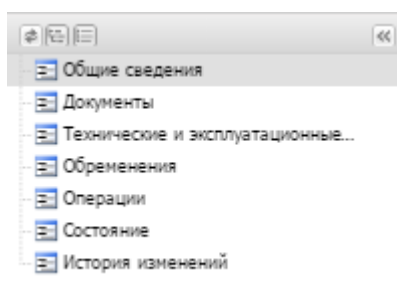 Общие сведения
Документы
Технические и эксплуатационные...
Обременения
Операции
Состояние
История изменений